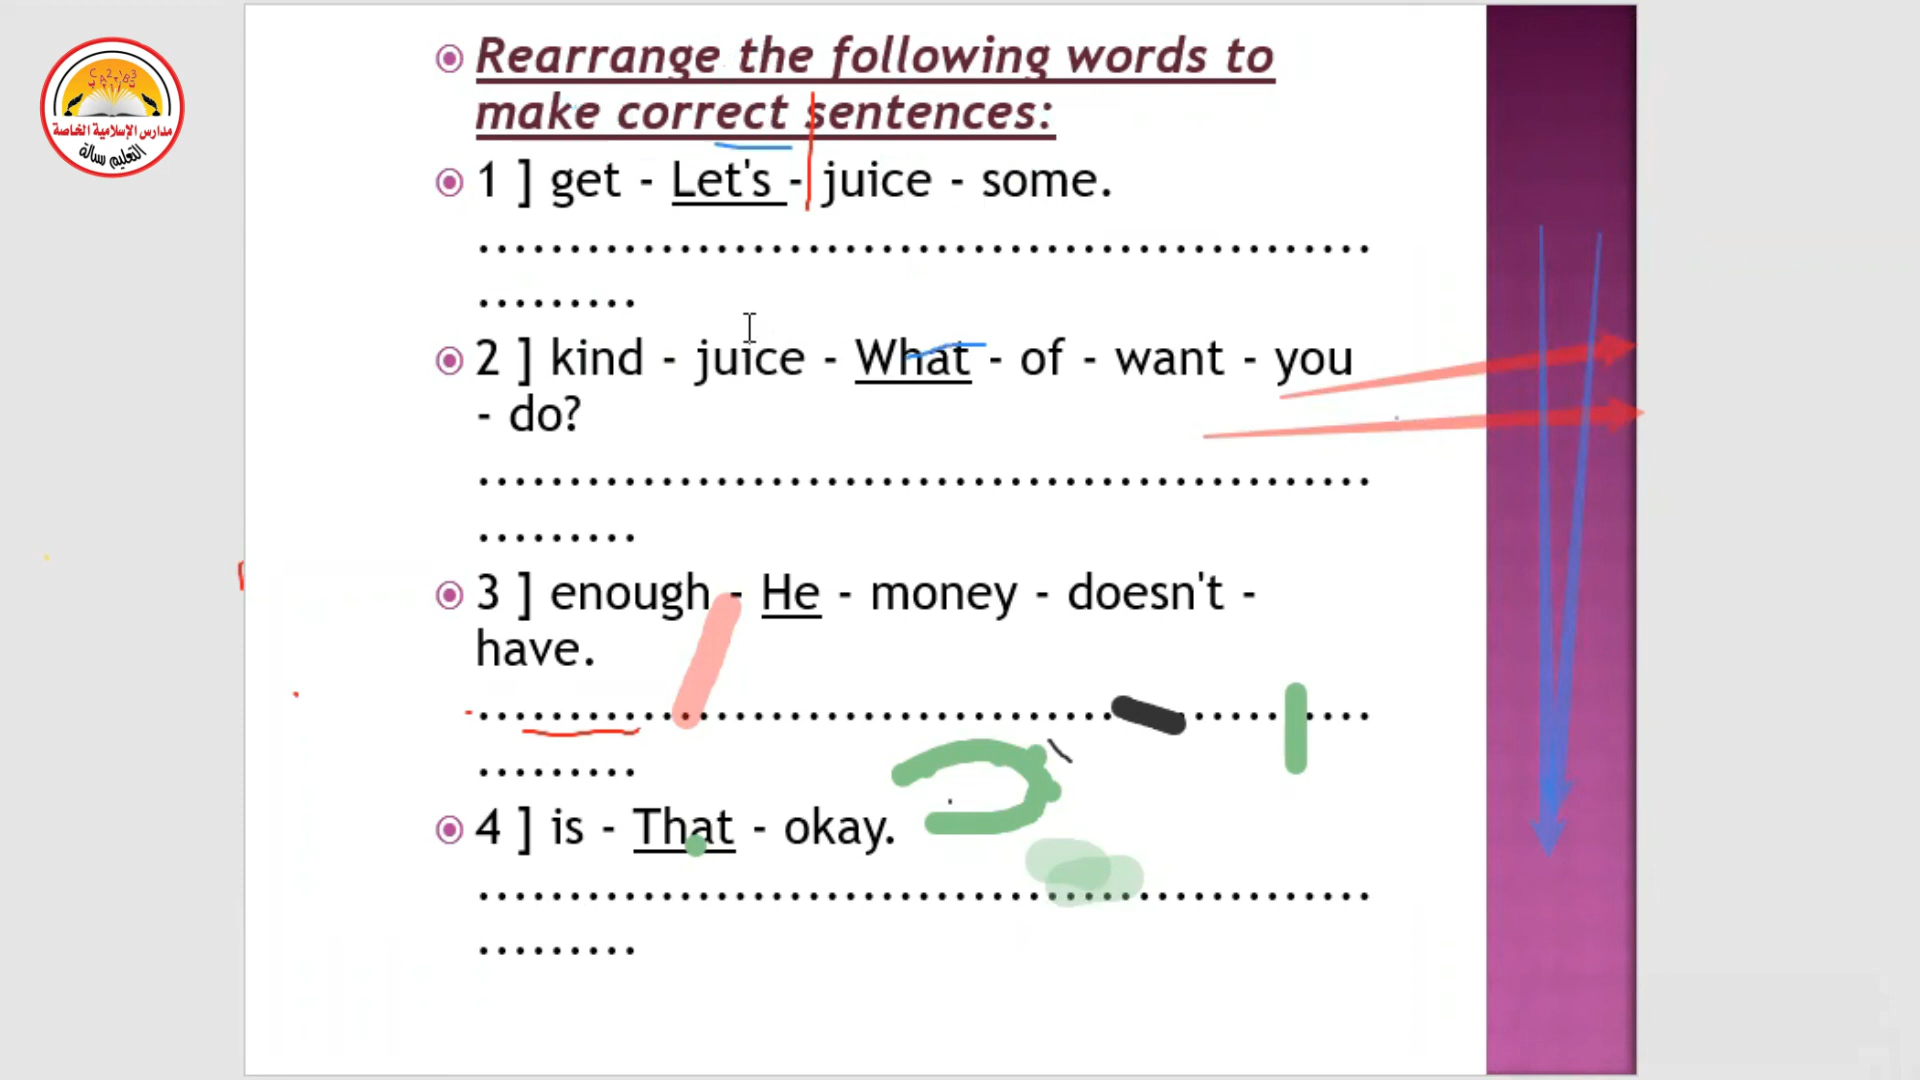 Rearrange the following words to
make correct sentences:
1 ] get - Let's - juice - some.
.................................................
.........
2 ] kind - juice - What - of - want - you
- do?
.................................................
.........
3 ] enough - He - money - doesn't -
have.
.................................................
.........
4 ] is - That - okay.
.................................................
.........
مدارس الإسلامية الخاصة
التعليم رسالة